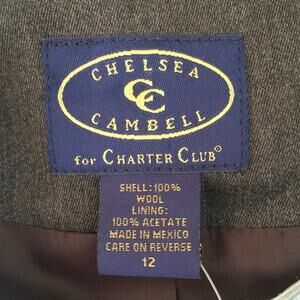 CHELSEA
CC
CAMBELL
for CHARTER CLUB©
SHELL: 100%
WOOL
LINING:
100% ACETATE
MADE IN MEXICO
CARE ON REVERSE
12